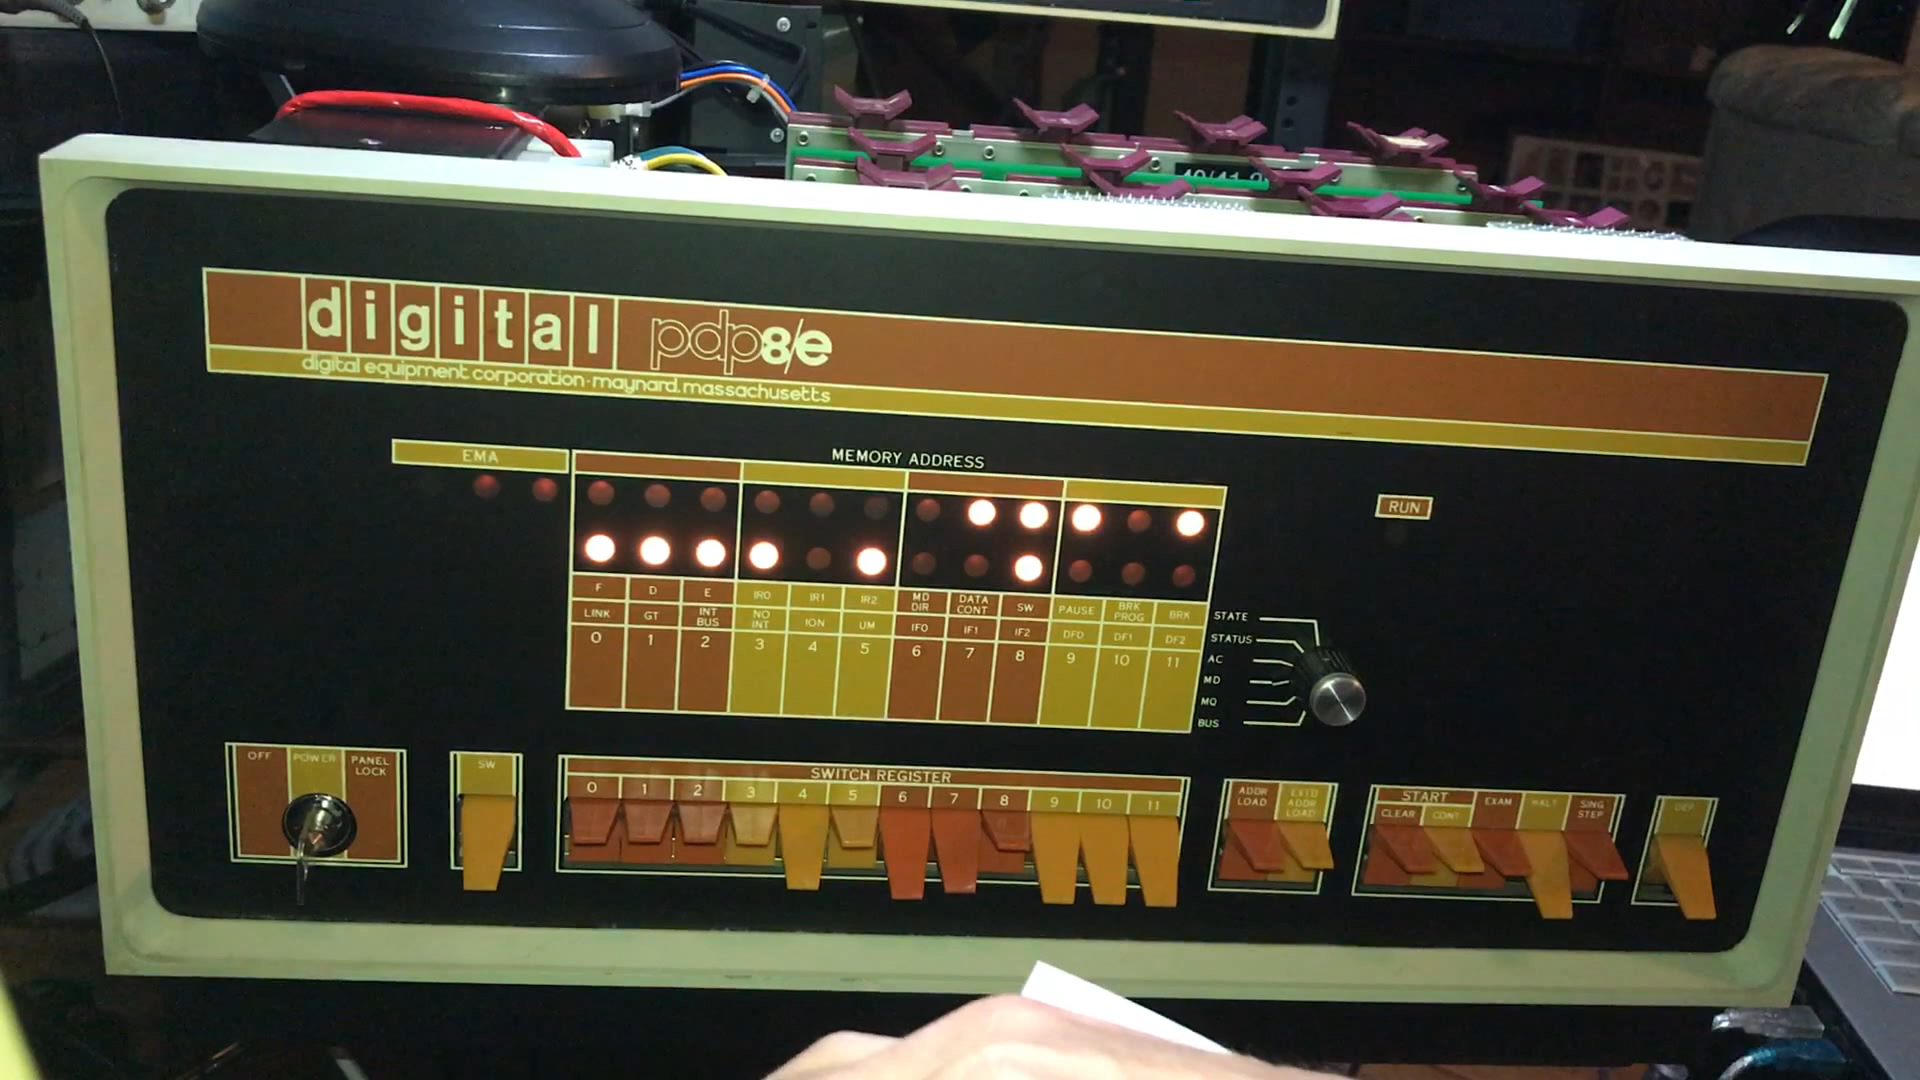 digital pdp8/e
digital equipment corporation · maynard, massachusetts
EMA
MEMORY ADDRESS
RUN
F D E IR0 IR1 IR2 MD DIR DATA CONT SW PAUSE BRK PROG BRK STATE
LINK GT INT BUS NO INT ION UM IF0 IF1 IF2 DF0 DF1 DF2 STATUS
0 1 2 3 4 5 6 7 8 9 10 11 AC
MD
MQ
BUS
OFF POWER PANEL LOCK
SW
SWITCH REGISTER
0 1 2 3 4 5 6 7 8 9 10 11
ADDR LOAD EXTD ADDR LOAD
START
CLEAR CONT EXAM HALT SING STEP
DEP